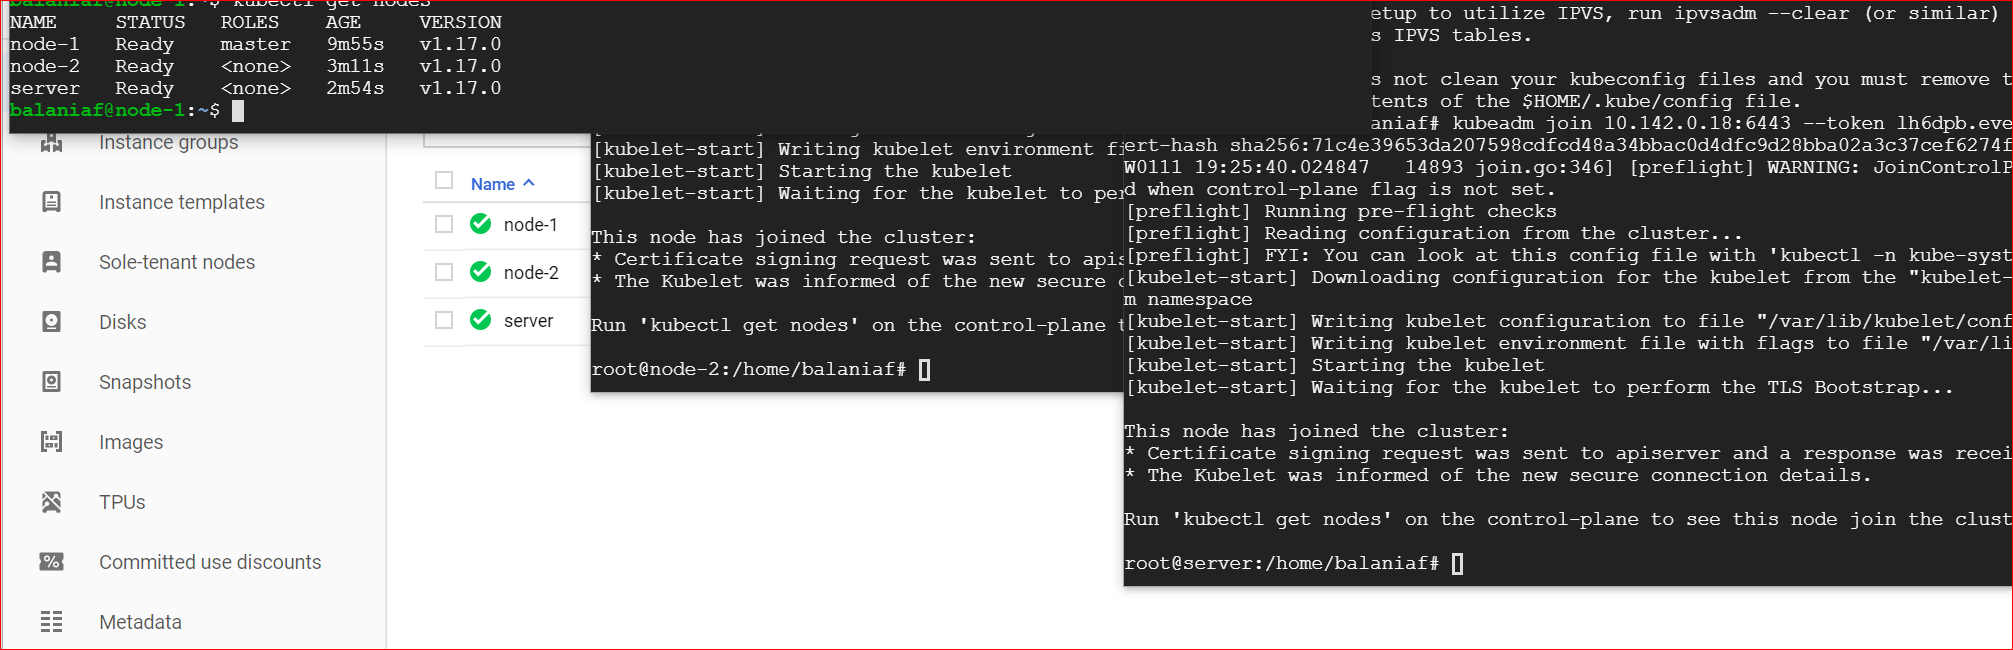 balaniaf@node-1:~$ kubectl get nodes
NAME     STATUS   ROLES    AGE     VERSION
node-1   Ready    master   9m55s   v1.17.0
node-2   Ready    <none>   3m11s   v1.17.0
server   Ready    <none>   2m54s   v1.17.0
balaniaf@node-1:~$
Instance groups
Instance templates
Sole-tenant nodes
Disks
Snapshots
Images
TPUs
Committed use discounts
Metadata
Name
node-1
node-2
server
[kubelet-start] Writing kubelet environment fi
[kubelet-start] Starting the kubelet
[kubelet-start] Waiting for the kubelet to per
This node has joined the cluster:
* Certificate signing request was sent to apis
* The Kubelet was informed of the new secure
Run 'kubectl get nodes' on the control-plane t
root@node-2:/home/balaniaf#
etup to utilize IPVS, run ipvsadm --clear (or similar)
s IPVS tables.
s not clean your kubeconfig files and you must remove t
tents of the $HOME/.kube/config file.
aniaf# kubeadm join 10.142.0.18:6443 --token lh6dpb.eve
ert-hash sha256:71c4e39653da207598cdfcd48a34bbac0d4dfc9d28bba02a3c37cef6274f
W0111 19:25:40.024847   14893 join.go:346] [preflight] WARNING: JoinControlP
d when control-plane flag is not set.
[preflight] Running pre-flight checks
[preflight] Reading configuration from the cluster...
[preflight] FYI: You can look at this config file with 'kubectl -n kube-syst
[kubelet-start] Downloading configuration for the kubelet from the "kubelet-
m namespace
[kubelet-start] Writing kubelet configuration to file "/var/lib/kubelet/conf
[kubelet-start] Writing kubelet environment file with flags to file "/var/li
[kubelet-start] Starting the kubelet
[kubelet-start] Waiting for the kubelet to perform the TLS Bootstrap...
This node has joined the cluster:
* Certificate signing request was sent to apiserver and a response was recei
* The Kubelet was informed of the new secure connection details.
Run 'kubectl get nodes' on the control-plane to see this node join the clust
root@server:/home/balaniaf#